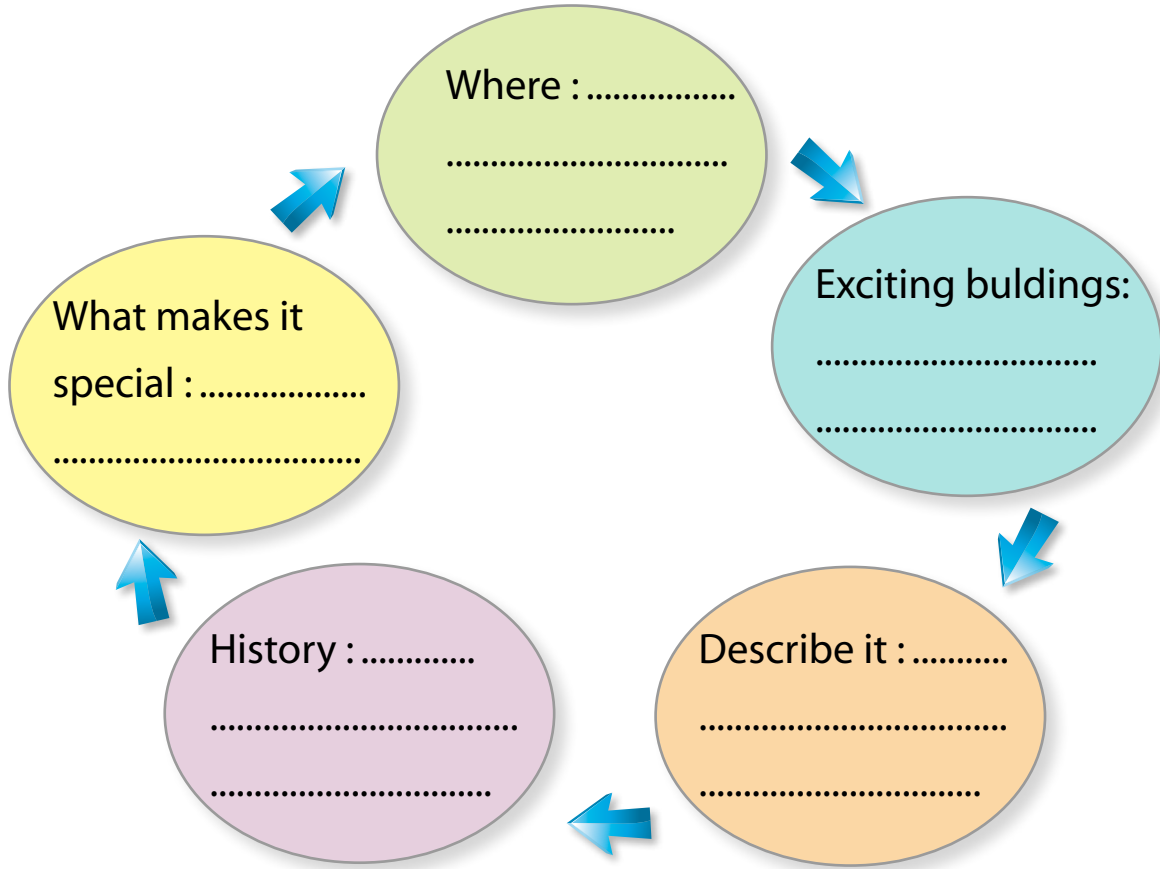 Where : .................
................................
..........................
Exciting buldings:
................................
................................
Describe it : ...........
...................................
................................
History : .............
...................................
................................
What makes it
special : ...................
...................................